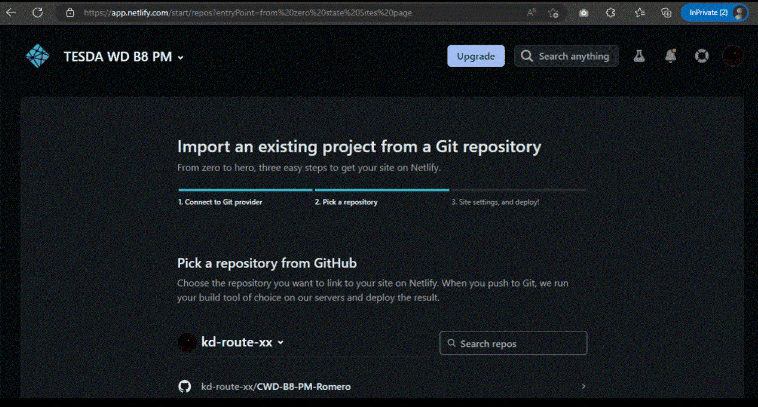 https://app.netlify.com/start/repos?entryPoint=from%20zero%20state%20Sites%20page
InPrivate (2)
TESDA WD B8 PM
Upgrade
Search anything
Import an existing project from a Git repository
From zero to hero, three easy steps to get your site on Netlify.
1. Connect to Git provider
2. Pick a repository
3. Site settings, and deploy!
Pick a repository from GitHub
Choose the repository you want to link to your site on Netlify. When you push to Git, we run
your build tool of choice on our servers and deploy the result.
kd-route-xx
Search repos
kd-route-xx/CWD-B8-PM-Romero